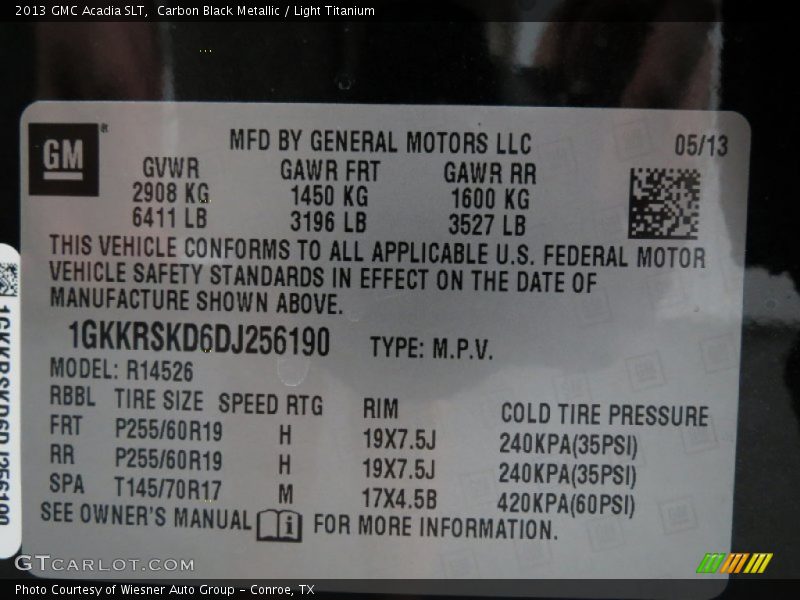 2013 GMC Acadia SLT, Carbon Black Metallic / Light Titanium
GM ®
MFD BY GENERAL MOTORS LLC 05/13
GVWR GAWR FRT GAWR RR
2908 KG 1450 KG 1600 KG
6411 LB 3196 LB 3527 LB
THIS VEHICLE CONFORMS TO ALL APPLICABLE U.S. FEDERAL MOTOR
VEHICLE SAFETY STANDARDS IN EFFECT ON THE DATE OF
MANUFACTURE SHOWN ABOVE.
1GKKRSKD6DJ256190 TYPE: M.P.V.
MODEL: R14526
RBBL TIRE SIZE SPEED RTG RIM COLD TIRE PRESSURE
FRT P255/60R19 H 19X7.5J 240KPA(35PSI)
RR P255/60R19 H 19X7.5J 240KPA(35PSI)
SPA T145/70R17 M 17X4.5B 420KPA(60PSI)
SEE OWNER'S MANUAL i FOR MORE INFORMATION.
1GKKRSKD6DJ256190
GTCARLOT.COM
Photo Courtesy of Wiesner Auto Group - Conroe, TX